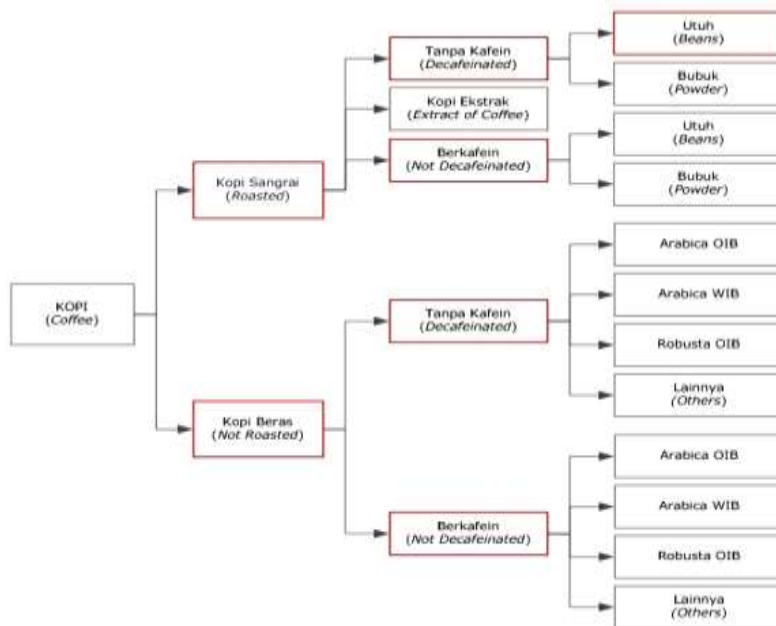 KOPI
(Coffee)
Kopi Sangrai
(Roasted)
Tanpa Kafein
(Decafeinated)
Utuh
(Beans)
Bubuk
(Powder)
Kopi Ekstrak
(Extract of Coffee)
Berkafein
(Not Decafeinated)
Utuh
(Beans)
Bubuk
(Powder)
Kopi Beras
(Not Roasted)
Tanpa Kafein
(Decafeinated)
Arabica OIB
Arabica WIB
Robusta OIB
Lainnya
(Others)
Berkafein
(Not Decafeinated)
Arabica OIB
Arabica WIB
Robusta OIB
Lainnya
(Others)